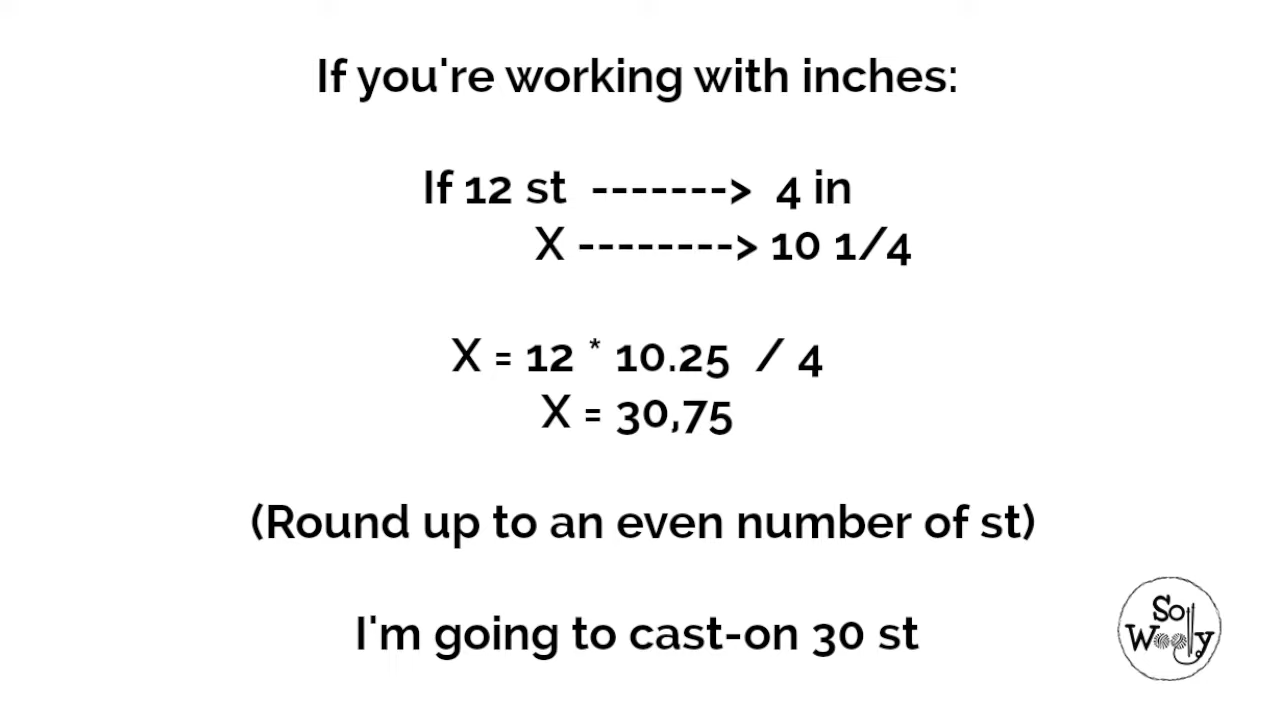 If you're working with inches:
If 12 st -------> 4 in
X --------> 10 1/4
X = 12 * 10.25 / 4
X = 30,75
(Round up to an even number of st)
I'm going to cast-on 30 st
So
Woolly